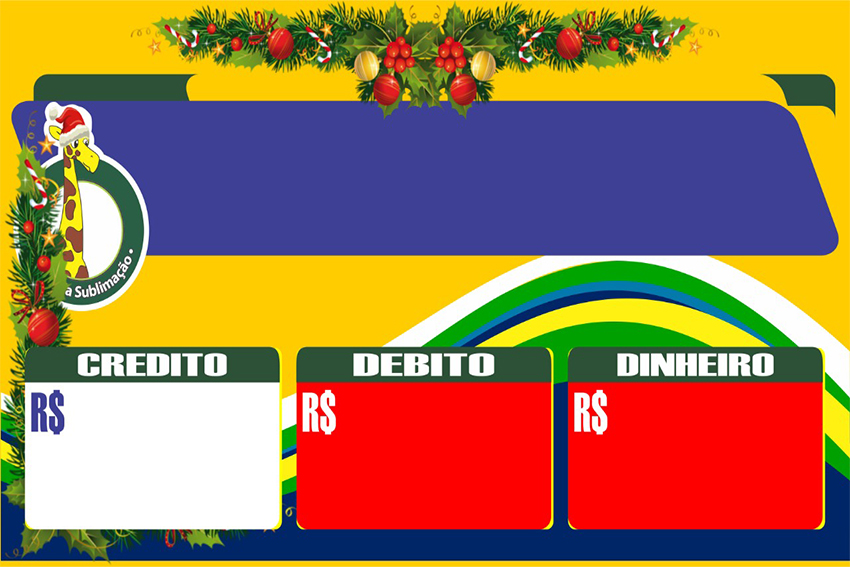 a Sublimação •
CREDITO
DEBITO
DINHEIRO
R$
R$
R$